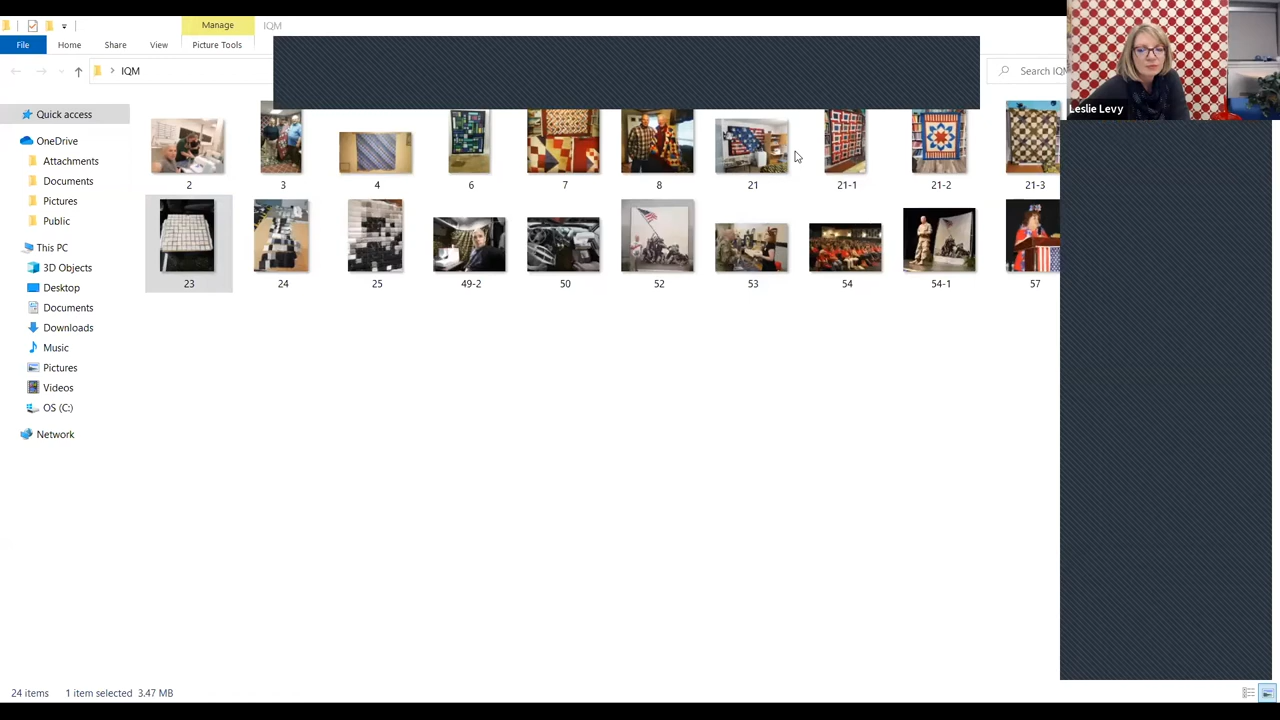 Manage
IQM
File
Home
Share
View
Picture Tools
IQM
Search IQM
Leslie Levy
Quick access
OneDrive
Attachments
Documents
Pictures
Public
This PC
3D Objects
Desktop
Documents
Downloads
Music
Pictures
Videos
OS (C:)
Network
2
3
4
6
7
8
21
21-1
21-2
21-3
23
24
25
49-2
50
52
53
54
54-1
57
24 items
1 item selected 3.47 MB